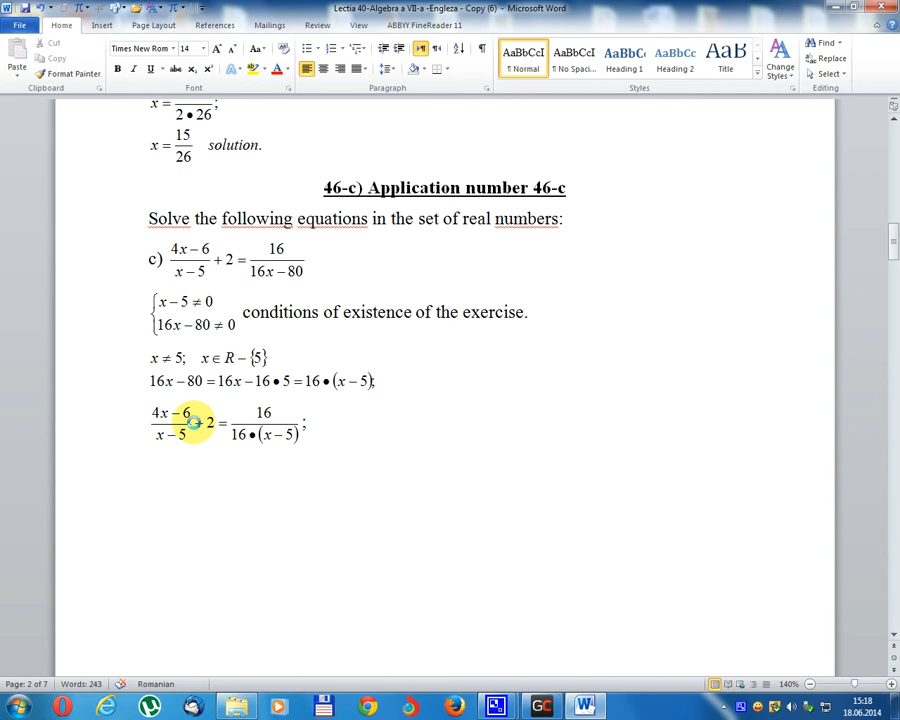 Lectia 40-Algebra a VII-a -Engleza - Copy (6) - Microsoft Word
File Home Insert Page Layout References Mailings Review View ABBYY FineReader 11
Cut
Copy
Format Painter
Paste
Clipboard
Times New Rom 14
B I U abc x₂ x²
Font
Paragraph
AaBbCcI AaBbCcI AaBbC AaBbCc AaB
¶ Normal ¶ No Spaci... Heading 1 Heading 2 Title
Change Styles
Styles
Find
Replace
Select
Editing
x = / 2 • 26 ;
x = 15/26 solution.
46-c) Application number 46-c
Solve the following equations in the set of real numbers:
c) (4x − 6)/(x − 5) + 2 = 16/(16x − 80)
{ x − 5 ≠ 0
16x − 80 ≠ 0 conditions of existence of the exercise.
x ≠ 5; x ∈ R − {5}
16x − 80 = 16x − 16 • 5 = 16 • (x − 5);
(4x − 6)/(x − 5) + 2 = 16/(16 • (x − 5)) ;
Page: 2 of 7 Words: 243 Romanian 140%
15:18
18.06.2014